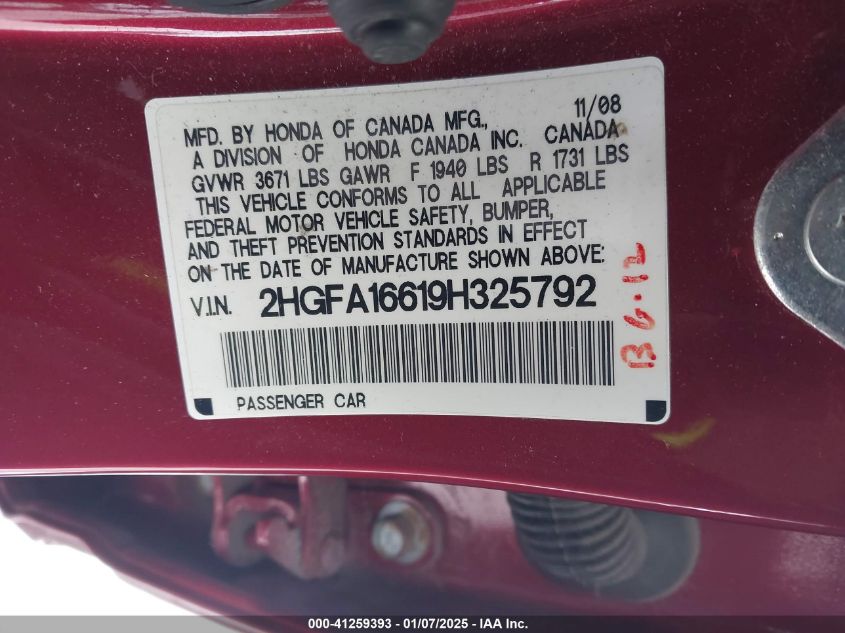 11/08
MFD. BY HONDA OF CANADA MFG.,
A DIVISION OF HONDA CANADA INC. CANADA
GVWR 3671 LBS GAWR F 1940 LBS R 1731 LBS
THIS VEHICLE CONFORMS TO ALL APPLICABLE
FEDERAL MOTOR VEHICLE SAFETY, BUMPER,
AND THEFT PREVENTION STANDARDS IN EFFECT
ON THE DATE OF MANUFACTURE SHOWN ABOVE:
V.I.N. 2HGFA16619H325792
PASSENGER CAR
B 6-12
000-41259393 - 01/07/2025 - IAA Inc.